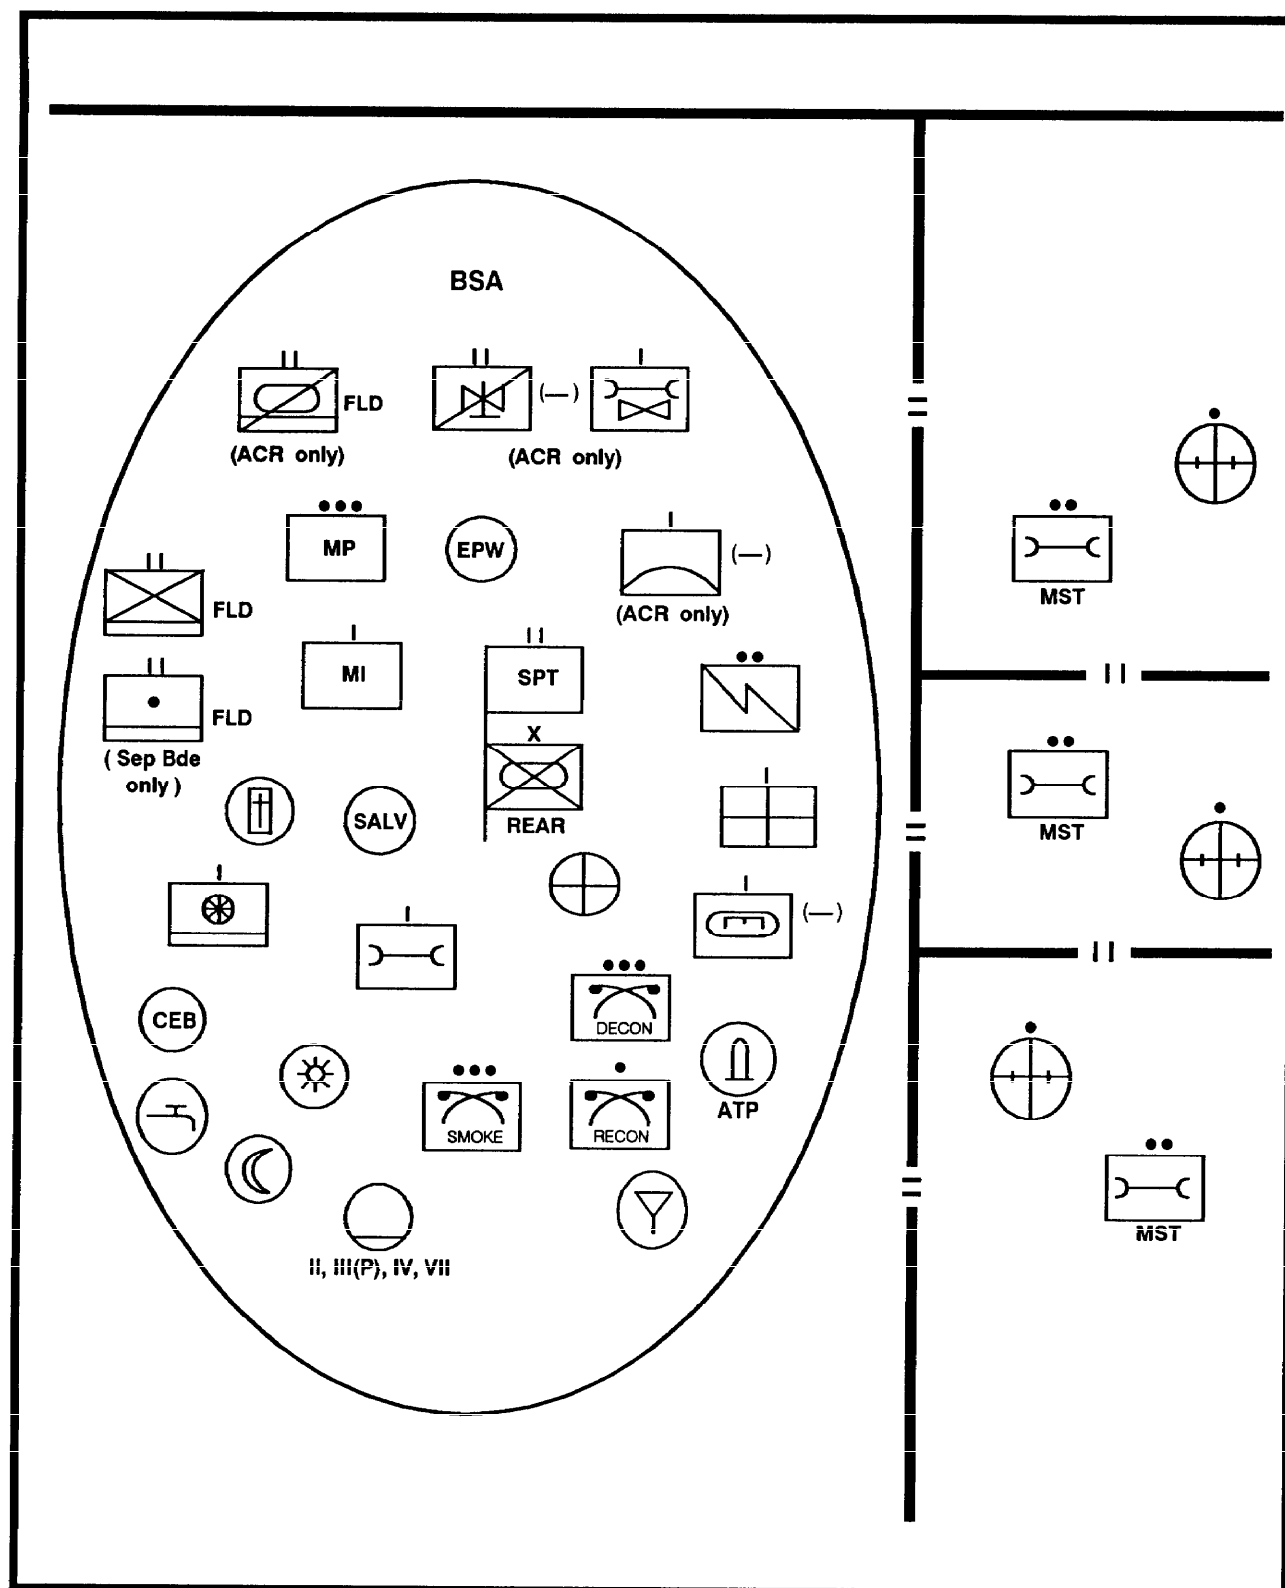 BSA
FLD
(—)
(ACR only)
(ACR only)
MP
EPW
(—)
(ACR only)
MST
FLD
MI
SPT
FLD
( Sep Bde
only )
X
REAR
SALV
MST
(—)
CEB
DECON
SMOKE
RECON
ATP
II, III(P), IV, VII
MST